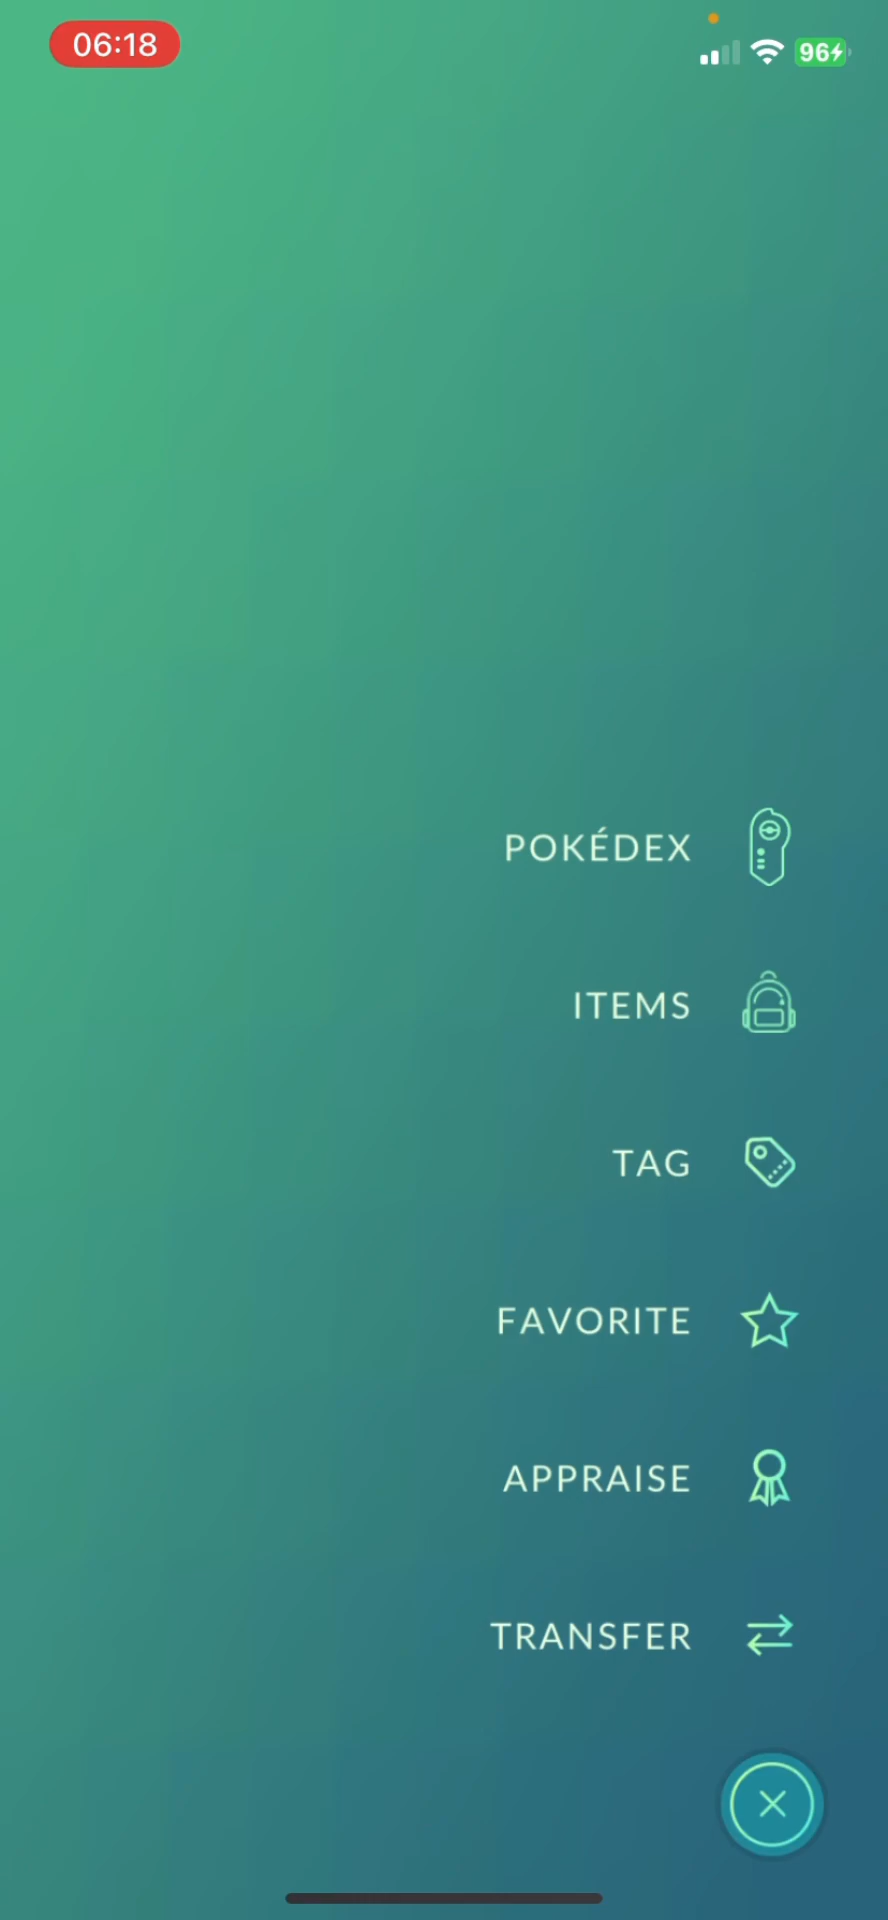 06:18
96
POKÉDEX
ITEMS
TAG
FAVORITE
APPRAISE
TRANSFER